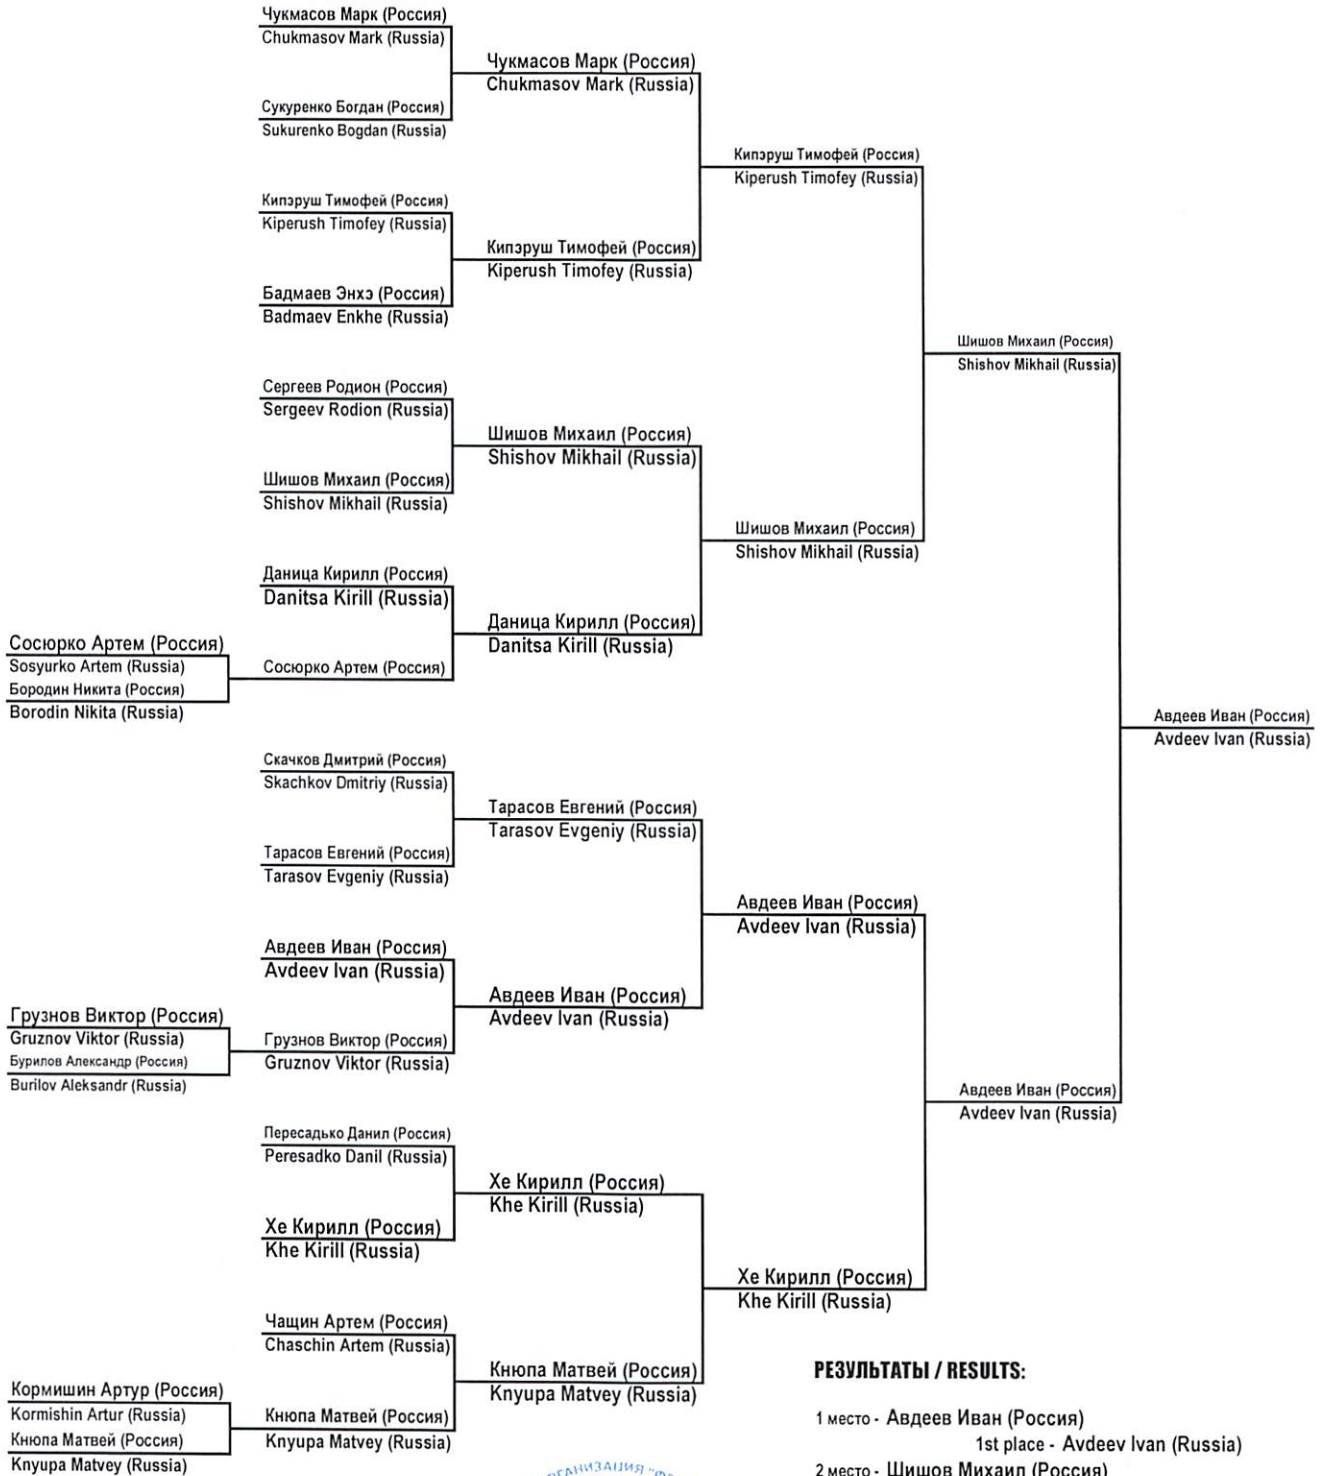 Чукмасов Марк (Россия)
Chukmasov Mark (Russia)
Сукуренко Богдан (Россия)
Sukurenko Bogdan (Russia)
Кипэруш Тимофей (Россия)
Kiperush Timofey (Russia)
Бадмаев Энхэ (Россия)
Badmaev Enkhe (Russia)
Сергеев Родион (Россия)
Sergeev Rodion (Russia)
Шишов Михаил (Россия)
Shishov Mikhail (Russia)
Даница Кирилл (Россия)
Danitsa Kirill (Russia)
Сосюрко Артем (Россия)
Sosyurko Artem (Russia)
Бородин Никита (Россия)
Borodin Nikita (Russia)
Сосюрко Артем (Россия)
Скачков Дмитрий (Россия)
Skachkov Dmitriy (Russia)
Тарасов Евгений (Россия)
Tarasov Evgeniy (Russia)
Авдеев Иван (Россия)
Avdeev Ivan (Russia)
Грузнов Виктор (Россия)
Gruznov Viktor (Russia)
Бурилов Александр (Россия)
Burilov Aleksandr (Russia)
Грузнов Виктор (Россия)
Gruznov Viktor (Russia)
Пересадько Данил (Россия)
Peresadko Danil (Russia)
Хе Кирилл (Россия)
Khe Kirill (Russia)
Чащин Артем (Россия)
Chaschin Artem (Russia)
Кормишин Артур (Россия)
Kormishin Artur (Russia)
Кнюпа Матвей (Россия)
Knyupa Matvey (Russia)
Кнюпа Матвей (Россия)
Knyupa Matvey (Russia)
Чукмасов Марк (Россия)
Chukmasov Mark (Russia)
Кипэруш Тимофей (Россия)
Kiperush Timofey (Russia)
Шишов Михаил (Россия)
Shishov Mikhail (Russia)
Даница Кирилл (Россия)
Danitsa Kirill (Russia)
Тарасов Евгений (Россия)
Tarasov Evgeniy (Russia)
Авдеев Иван (Россия)
Avdeev Ivan (Russia)
Хе Кирилл (Россия)
Khe Kirill (Russia)
Кнюпа Матвей (Россия)
Knyupa Matvey (Russia)
Кипэруш Тимофей (Россия)
Kiperush Timofey (Russia)
Шишов Михаил (Россия)
Shishov Mikhail (Russia)
Авдеев Иван (Россия)
Avdeev Ivan (Russia)
Хе Кирилл (Россия)
Khe Kirill (Russia)
Шишов Михаил (Россия)
Shishov Mikhail (Russia)
Авдеев Иван (Россия)
Avdeev Ivan (Russia)
Авдеев Иван (Россия)
Avdeev Ivan (Russia)
РЕЗУЛЬТАТЫ / RESULTS:
1 место - Авдеев Иван (Россия)
1st place - Avdeev Ivan (Russia)
2 место - Шишов Михаил (Россия)